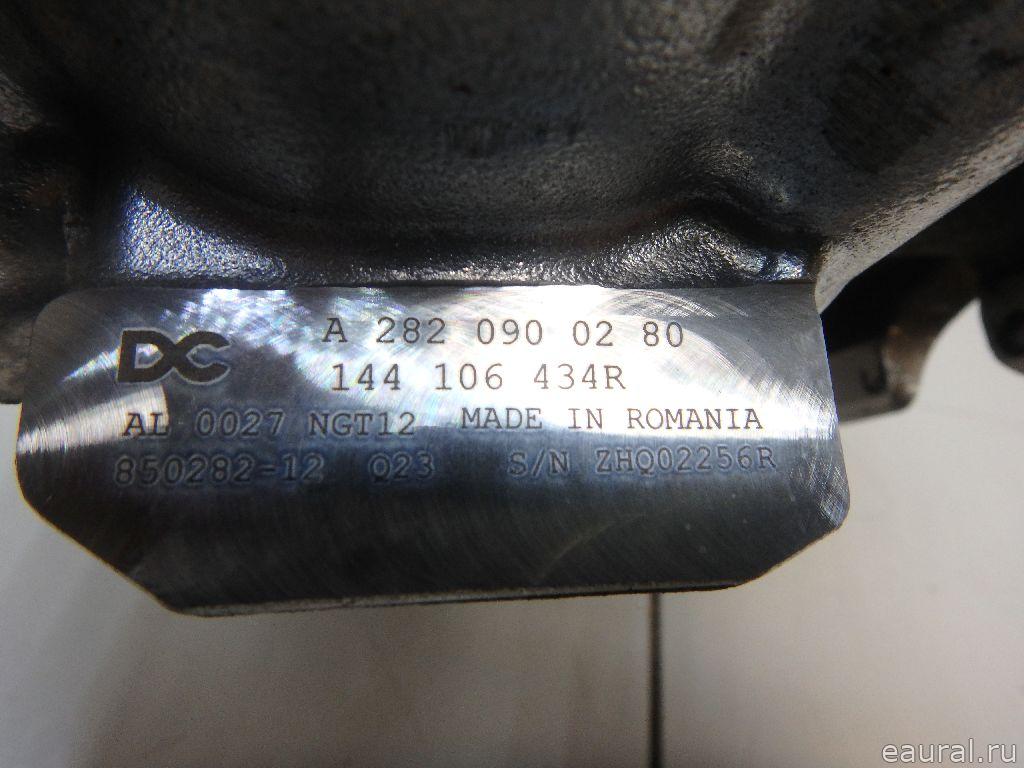 DC A 282 090 02 80
144 106 434R
AL 0027 NGT12 MADE IN ROMANIA
850282-12 Q23 S/N ZHQ02256R
eaural.ru